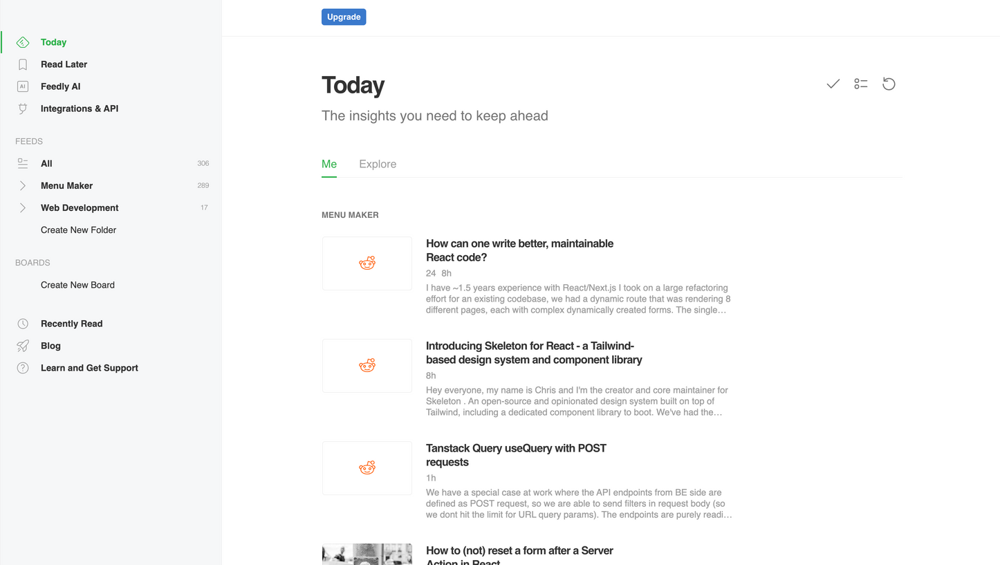 Upgrade
Today
Read Later
AI
Feedly AI
Integrations & API
FEEDS
All 306
Menu Maker 289
Web Development 17
Create New Folder
BOARDS
Create New Board
Recently Read
Blog
Learn and Get Support
Today
The insights you need to keep ahead
Me Explore
MENU MAKER
How can one write better, maintainable
React code?
24 8h
I have ~1.5 years experience with React/Next.js I took on a large refactoring
effort for an existing codebase, we had a dynamic route that was rendering 8
different pages, each with complex dynamically created forms. The single…
Introducing Skeleton for React - a Tailwind-
based design system and component library
8h
Hey everyone, my name is Chris and I'm the creator and core maintainer for
Skeleton . An open-source and opinionated design system built on top of
Tailwind, including a dedicated component library to boot. We've had the…
Tanstack Query useQuery with POST
requests
1h
We have a special case at work where the API endpoints from BE side are
defined as POST request, so we are able to send filters in request body (so
we dont hit the limit for URL query params). The endpoints are purely readi…
How to (not) reset a form after a Server
Action in React